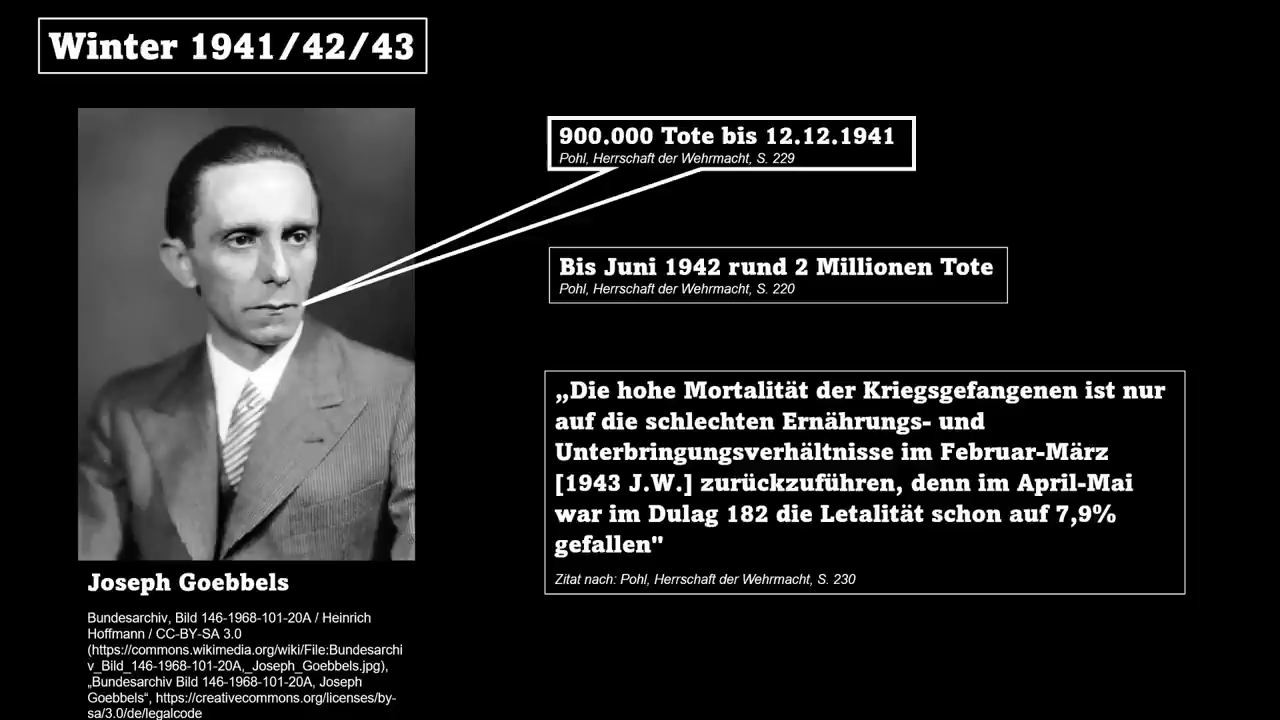 Winter 1941/42/43
900.000 Tote bis 12.12.1941
Pohl, Herrschaft der Wehrmacht, S. 229
Bis Juni 1942 rund 2 Millionen Tote
Pohl, Herrschaft der Wehrmacht, S. 220
„Die hohe Mortalität der Kriegsgefangenen ist nur
auf die schlechten Ernährungs- und
Unterbringungsverhältnisse im Februar-März
[1943 J.W.] zurückzuführen, denn im April-Mai
war im Dulag 182 die Letalität schon auf 7,9%
gefallen"
Zitat nach: Pohl, Herrschaft der Wehrmacht, S. 230
Joseph Goebbels
Bundesarchiv, Bild 146-1968-101-20A / Heinrich
Hoffmann / CC-BY-SA 3.0
(https://commons.wikimedia.org/wiki/File:Bundesarchi
v_Bild_146-1968-101-20A,_Joseph_Goebbels.jpg),
„Bundesarchiv Bild 146-1968-101-20A, Joseph
Goebbels“, https://creativecommons.org/licenses/by-
sa/3.0/de/legalcode